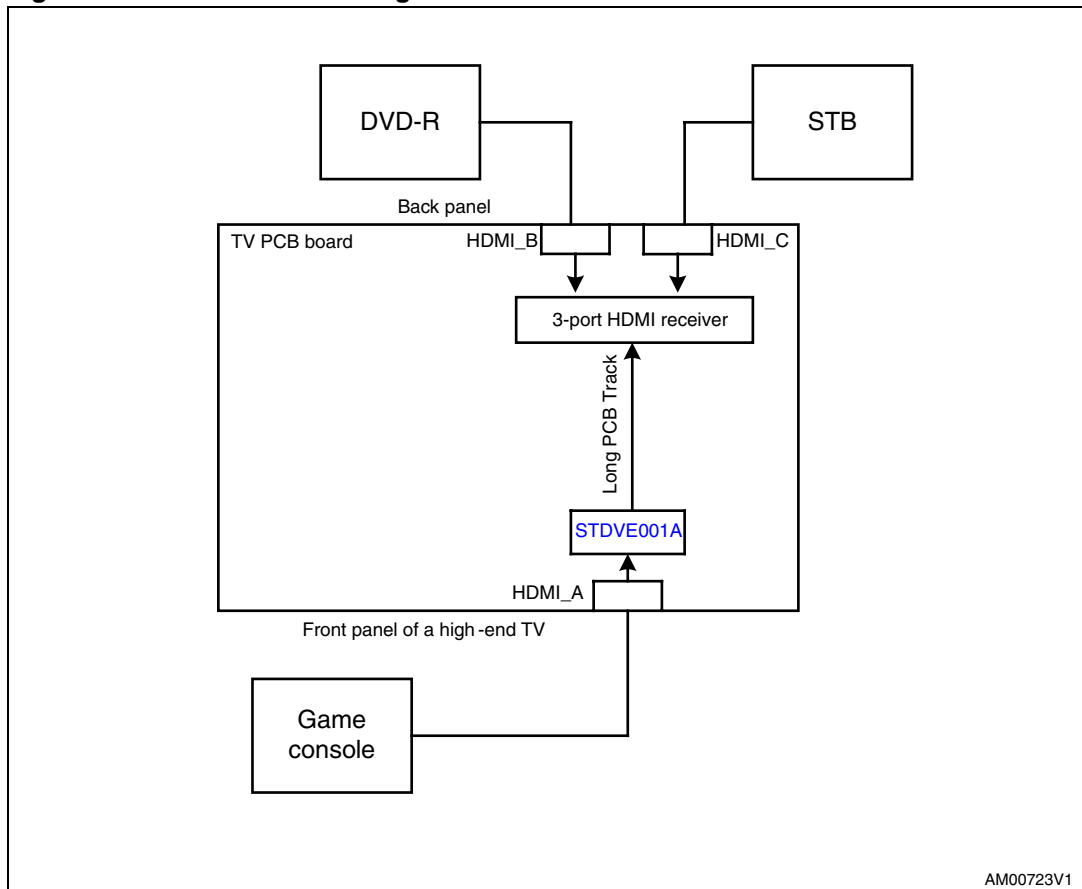 DVD-R
STB
Back panel
TV PCB board
HDMI_B
HDMI_C
3-port HDMI receiver
Long PCB Track
STDVE001A
HDMI_A
Front panel of a high-end TV
Game
console
AM00723V1